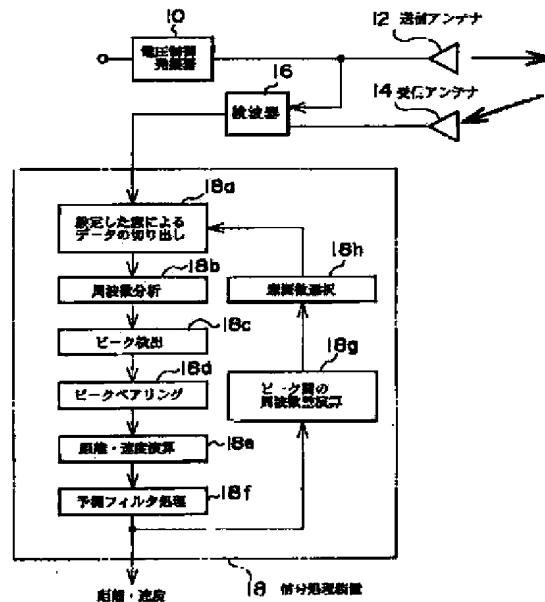 10
電圧制御
発振器
12 送信アンテナ
16
検波器
14 受信アンテナ
18a
設定した窓による
データの切り出し
18b
周波数分析
18h
窓関数選択
18c
ピーク検出
18d
ピークペアリング
18g
ピーク間の
周波数差演算
18e
距離・速度演算
18f
予測フィルタ処理
18 信号処理装置
距離・速度